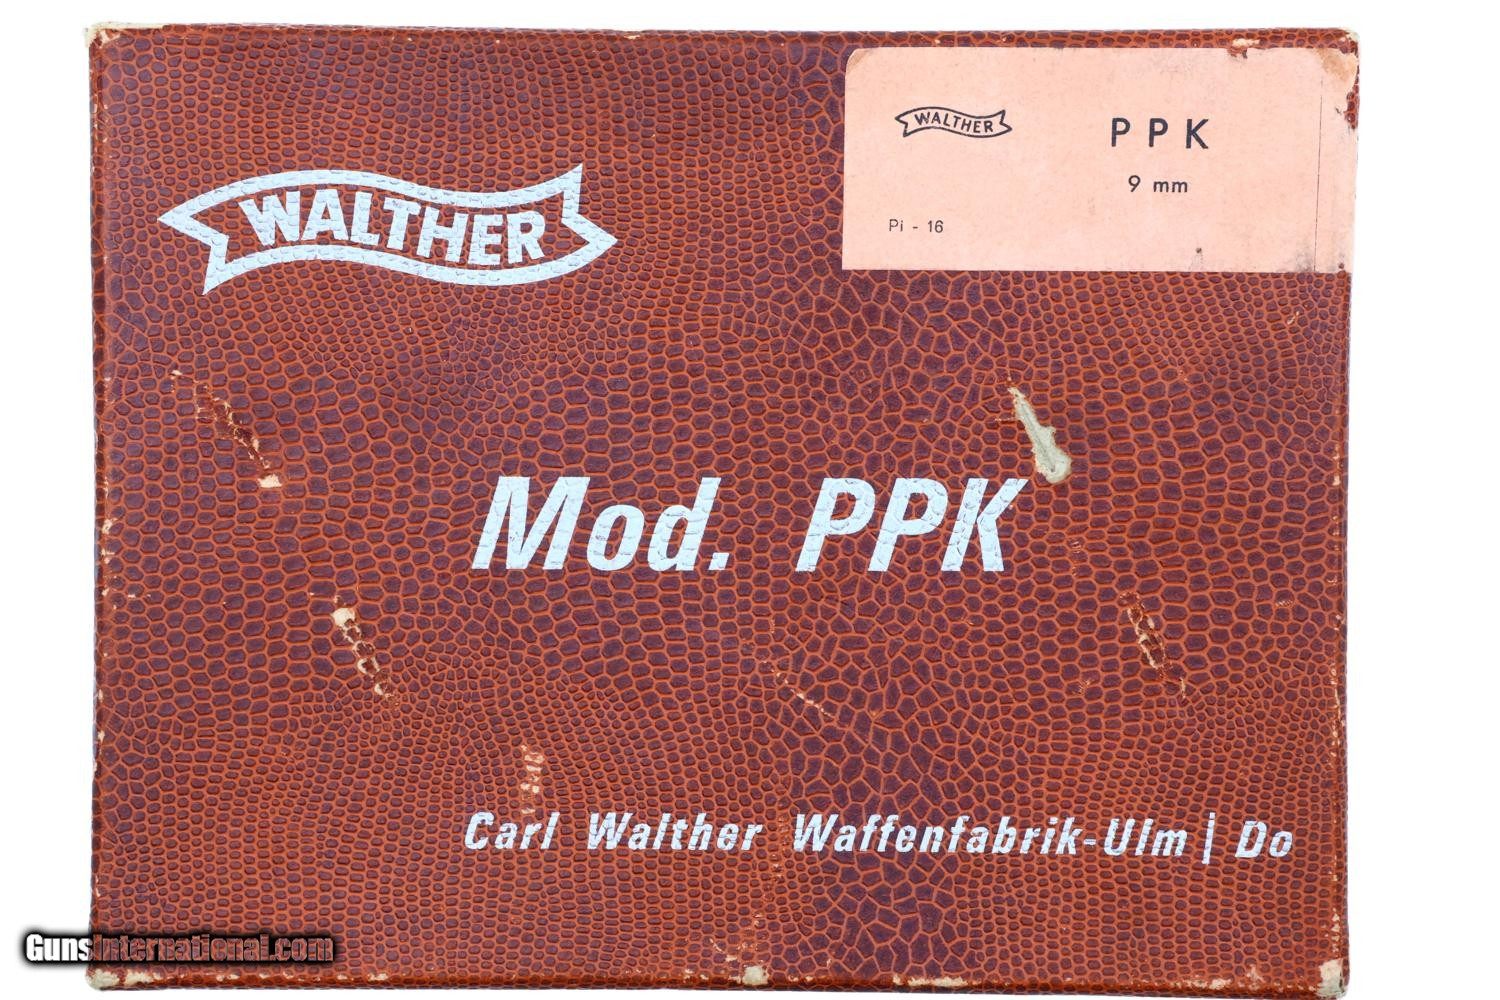 WALTHER
PPK
9 mm
Pi - 16
WALTHER
Mod. PPK
Carl Walther Waffenfabrik-Ulm | Do
GunsInternational.com